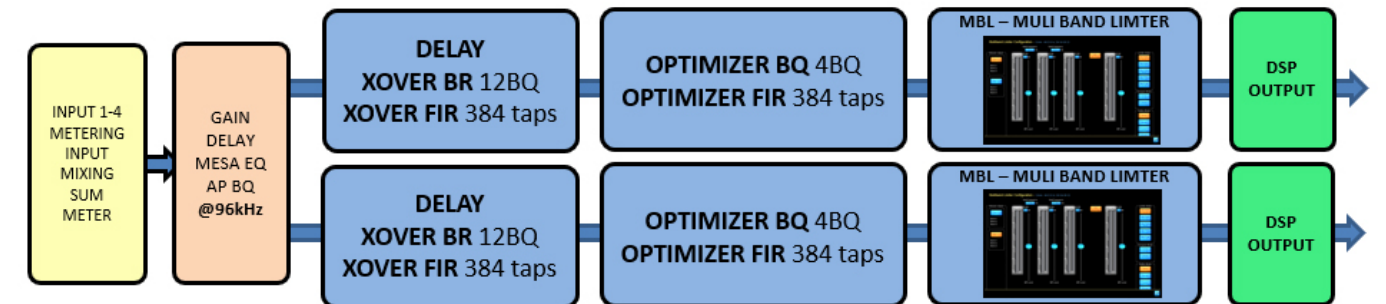 INPUT 1-4
METERING
INPUT
MIXING
SUM
METER
GAIN
DELAY
MESA EQ
AP BQ
@96kHz
DELAY
XOVER BR 12BQ
XOVER FIR 384 taps
OPTIMIZER BQ 4BQ
OPTIMIZER FIR 384 taps
MBL – MULI BAND LIMTER
DSP
OUTPUT
DELAY
XOVER BR 12BQ
XOVER FIR 384 taps
OPTIMIZER BQ 4BQ
OPTIMIZER FIR 384 taps
MBL – MULI BAND LIMTER
DSP
OUTPUT